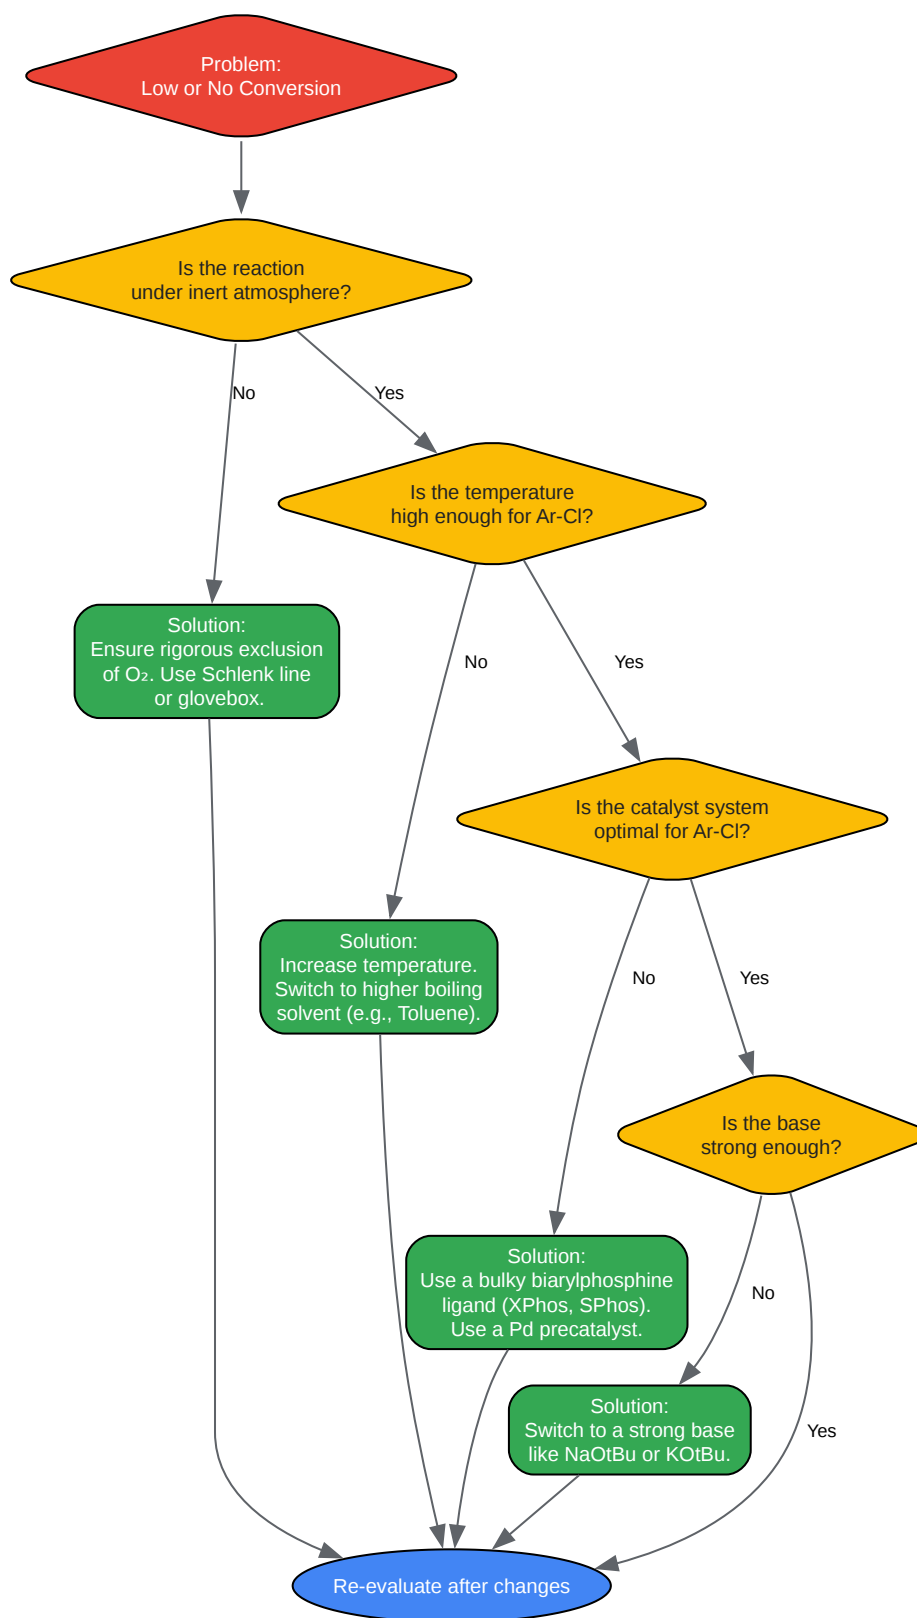 Problem:
Low or No Conversion
Is the reaction
under inert atmosphere?
No
Yes
Is the temperature
high enough for Ar-Cl?
Solution:
Ensure rigorous exclusion
of O₂. Use Schlenk line
or glovebox.
No
Yes
Is the catalyst system
optimal for Ar-Cl?
Solution:
Increase temperature.
Switch to higher boiling
solvent (e.g., Toluene).
No
Yes
Is the base
strong enough?
Solution:
Use a bulky biarylphosphine
ligand (XPhos, SPhos).
Use a Pd precatalyst.
No
Solution:
Switch to a strong base
like NaOtBu or KOtBu.
Yes
Re-evaluate after changes